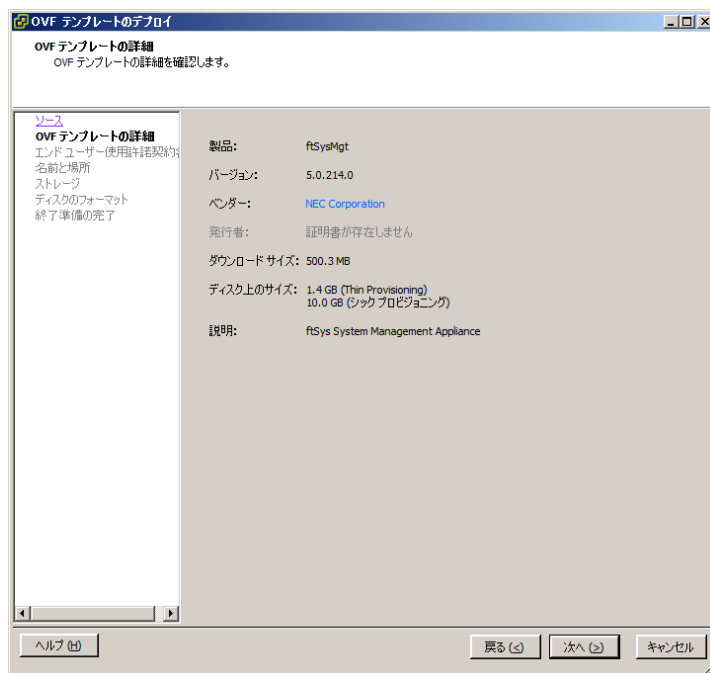 OVF テンプレートのデプロイ
OVF テンプレートの詳細
OVF テンプレートの詳細を確認します。
ソース
OVF テンプレートの詳細
エンド ユーザー使用許諾契約
名前と場所
ストレージ
ディスクのフォーマット
終了準備の完了
製品: ftSysMgt
バージョン: 5.0.214.0
ベンダー: NEC Corporation
発行者: 証明書が存在しません
ダウンロード サイズ: 500.3 MB
ディスク上のサイズ: 1.4 GB (Thin Provisioning)
10.0 GB (シック プロビジョニング)
説明: ftSys System Management Appliance
ヘルプ (H)
戻る (<)
次へ (>)
キャンセル